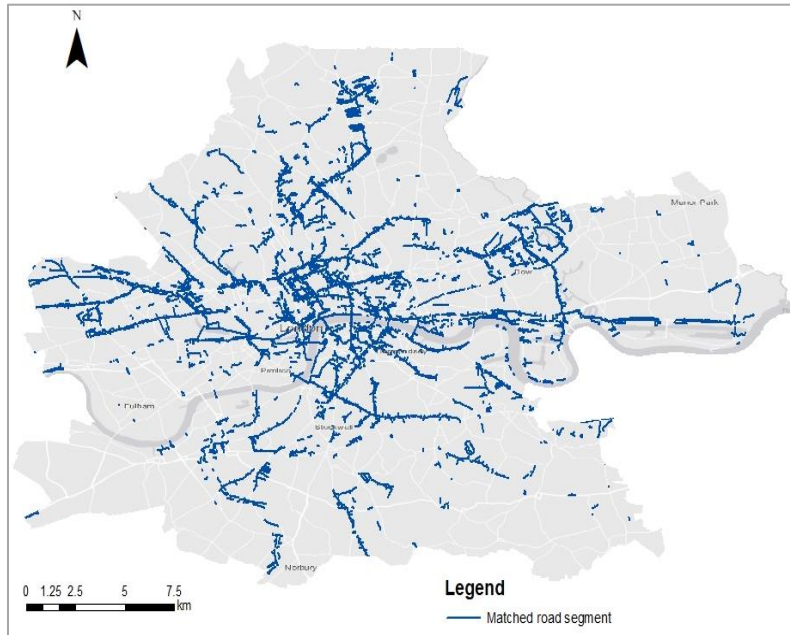 N
Manor Park
Bow
London
Bermondsey
Fulham
Stockwell
Norbury
0 1.25 2.5 5 7.5
km
Legend
Matched road segment